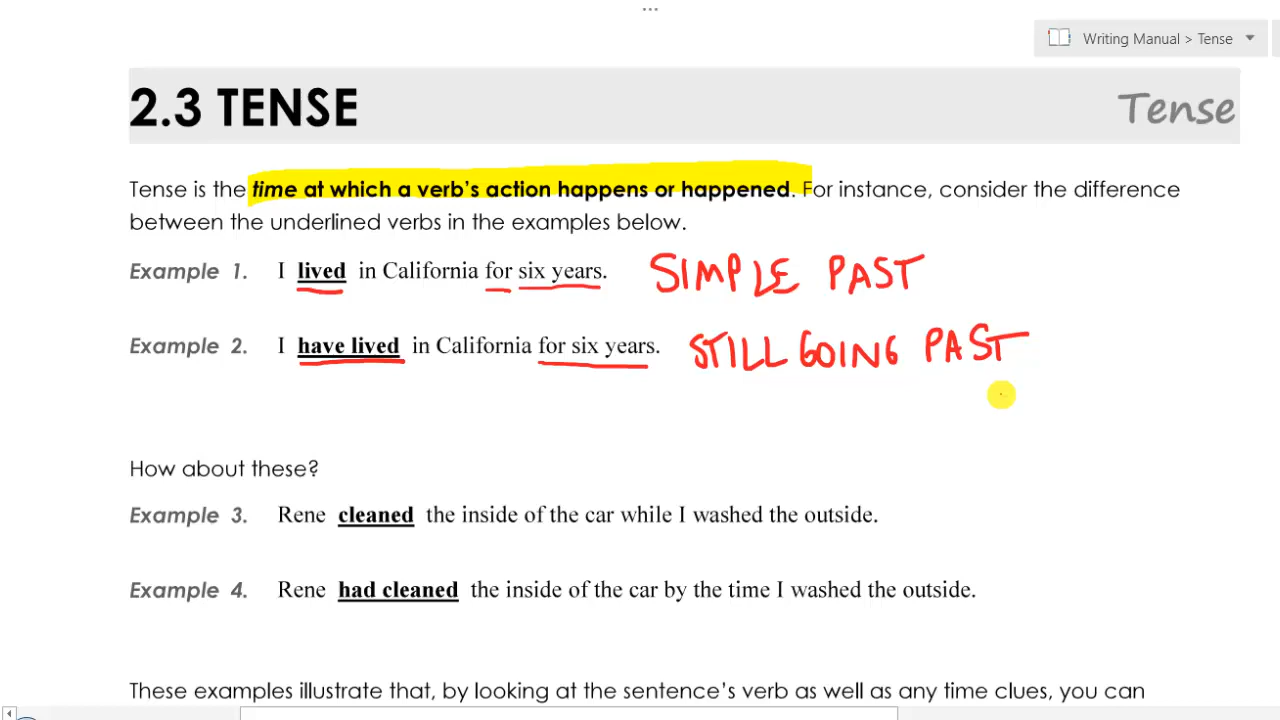 ...
Writing Manual > Tense
2.3 TENSE Tense
Tense is the time at which a verb's action happens or happened. For instance, consider the difference
between the underlined verbs in the examples below.
Example 1. I lived in California for six years. SIMPLE PAST
Example 2. I have lived in California for six years. STILL GOING PAST
How about these?
Example 3. Rene cleaned the inside of the car while I washed the outside.
Example 4. Rene had cleaned the inside of the car by the time I washed the outside.
These examples illustrate that, by looking at the sentence's verb as well as any time clues, you can